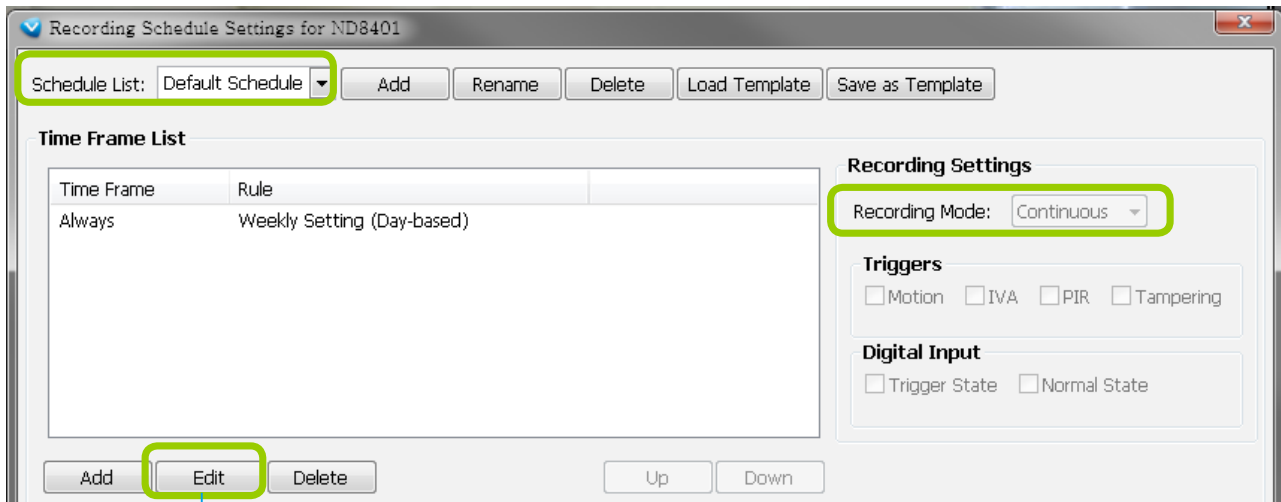 Recording Schedule Settings for ND8401
Schedule List: Default Schedule Add Rename Delete Load Template Save as Template
Time Frame List
Time Frame Rule
Always Weekly Setting (Day-based)
Recording Settings
Recording Mode: Continuous
Triggers
Motion IVA PIR Tampering
Digital Input
Trigger State Normal State
Add Edit Delete Up Down